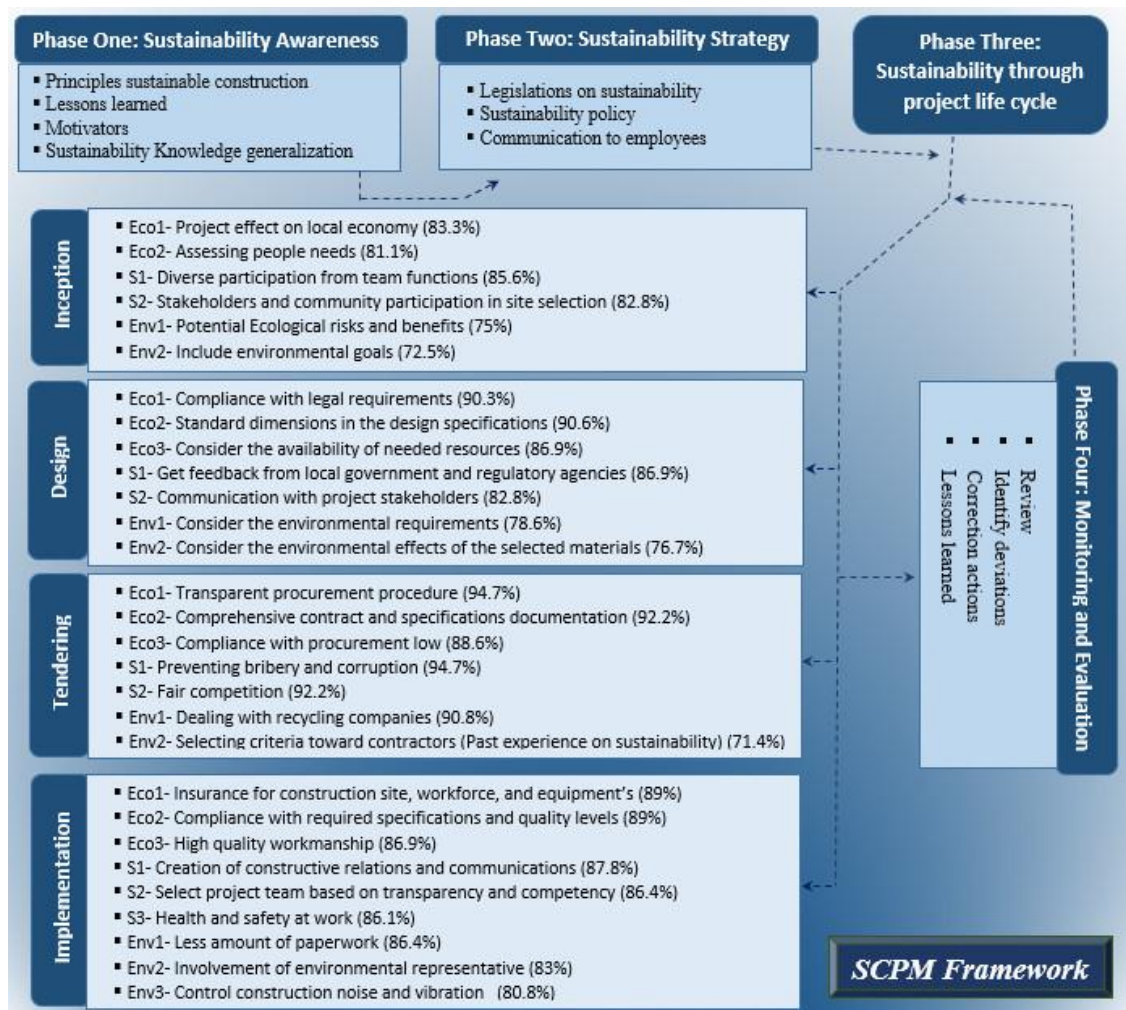 Phase One: Sustainability Awareness
▪ Principles sustainable construction
▪ Lessons learned
▪ Motivators
▪ Sustainability Knowledge generalization
Phase Two: Sustainability Strategy
▪ Legislations on sustainability
▪ Sustainability policy
▪ Communication to employees
Phase Three:
Sustainability through
project life cycle
Inception
▪ Eco1- Project effect on local economy (83.3%)
▪ Eco2- Assessing people needs (81.1%)
▪ S1- Diverse participation from team functions (85.6%)
▪ S2- Stakeholders and community participation in site selection (82.8%)
▪ Env1- Potential Ecological risks and benefits (75%)
▪ Env2- Include environmental goals (72.5%)
Design
▪ Eco1- Compliance with legal requirements (90.3%)
▪ Eco2- Standard dimensions in the design specifications (90.6%)
▪ Eco3- Consider the availability of needed resources (86.9%)
▪ S1- Get feedback from local government and regulatory agencies (86.9%)
▪ S2- Communication with project stakeholders (82.8%)
▪ Env1- Consider the environmental requirements (78.6%)
▪ Env2- Consider the environmental effects of the selected materials (76.7%)
Tendering
▪ Eco1- Transparent procurement procedure (94.7%)
▪ Eco2- Comprehensive contract and specifications documentation (92.2%)
▪ Eco3- Compliance with procurement low (88.6%)
▪ S1- Preventing bribery and corruption (94.7%)
▪ S2- Fair competition (92.2%)
▪ Env1- Dealing with recycling companies (90.8%)
▪ Env2- Selecting criteria toward contractors (Past experience on sustainability) (71.4%)
Implementation
▪ Eco1- Insurance for construction site, workforce, and equipment's (89%)
▪ Eco2- Compliance with required specifications and quality levels (89%)
▪ Eco3- High quality workmanship (86.9%)
▪ S1- Creation of constructive relations and communications (87.8%)
▪ S2- Select project team based on transparency and competency (86.4%)
▪ S3- Health and safety at work (86.1%)
▪ Env1- Less amount of paperwork (86.4%)
▪ Env2- Involvement of environmental representative (83%)
▪ Env3- Control construction noise and vibration (80.8%)
Phase Four: Monitoring and Evaluation
▪ Review
▪ Identify deviations
▪ Correction actions
▪ Lessons learned
SCPM Framework